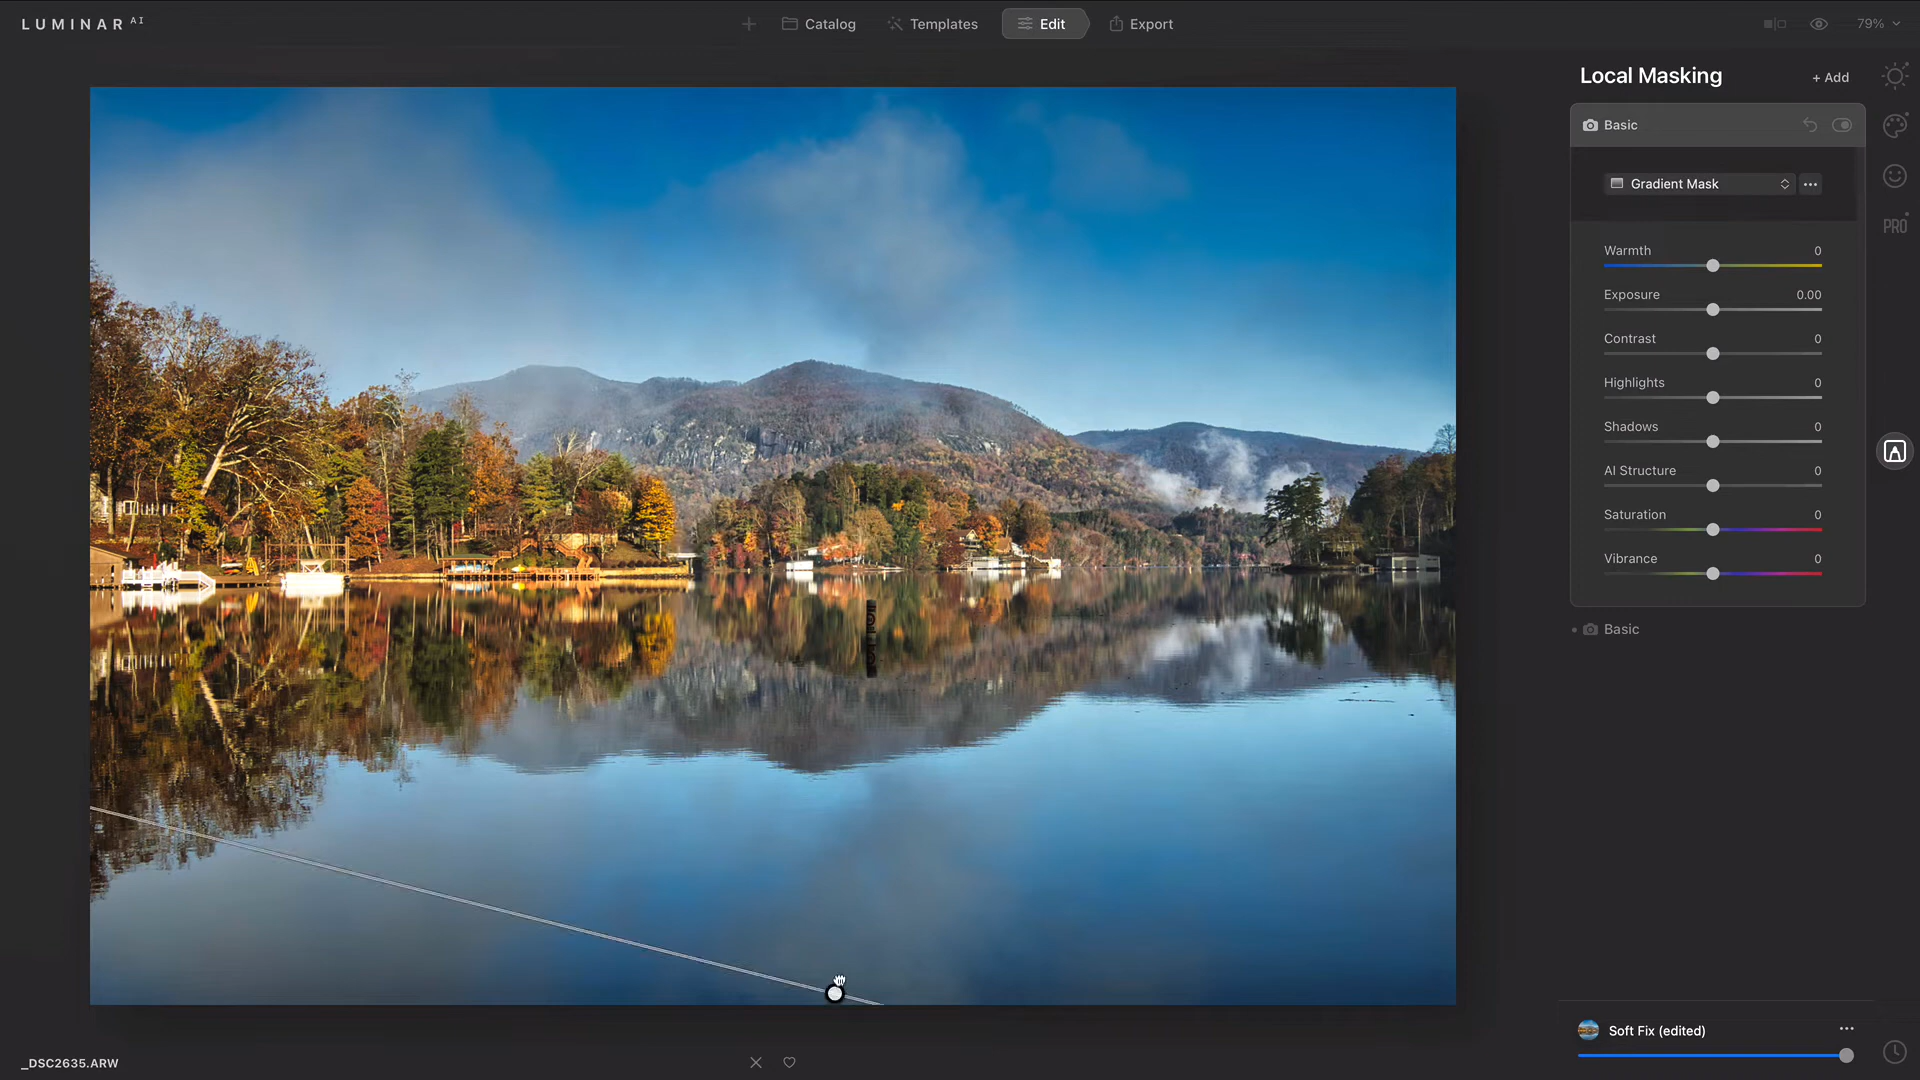 LUMINAR AI
Catalog
Templates
Edit
Export
79%
Local Masking
+ Add
Basic
Gradient Mask
Warmth 0
Exposure 0.00
Contrast 0
Highlights 0
Shadows 0
AI Structure 0
Saturation 0
Vibrance 0
Basic
PRO
Soft Fix (edited)
_DSC2635.ARW